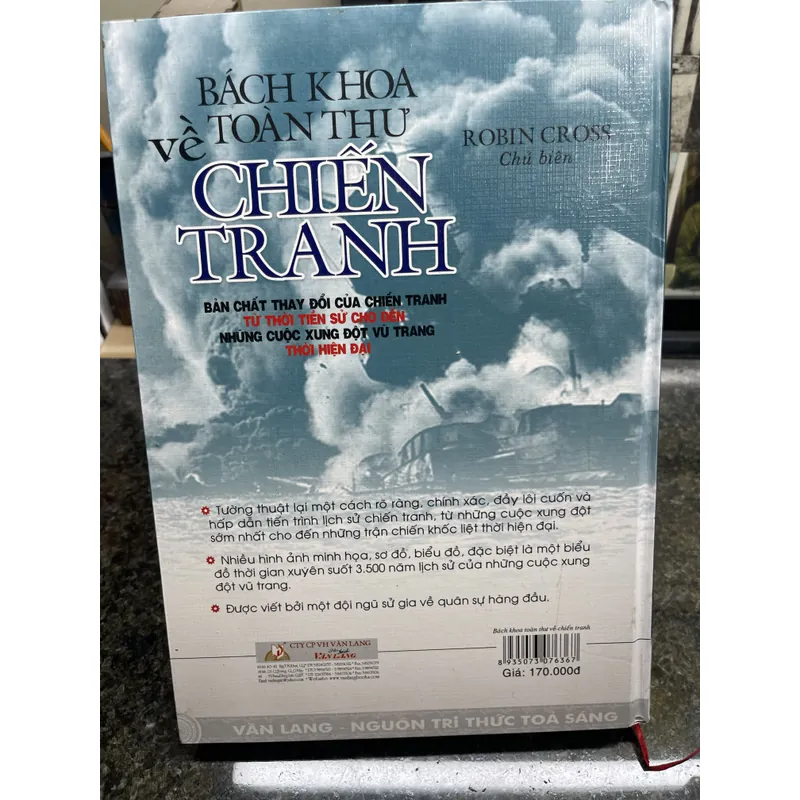 BÁCH KHOA
về TOÀN THƯ
CHIẾN
TRANH
ROBIN CROSS
Chủ biên
BẢN CHẤT THAY ĐỔI CỦA CHIẾN TRANH
TỪ THỜI TIỀN SỬ CHO ĐẾN
NHỮNG CUỘC XUNG ĐỘT VŨ TRANG
THỜI HIỆN ĐẠI
Tường thuật lại một cách rõ ràng, chính xác, đầy lôi cuốn và
hấp dẫn tiến trình lịch sử chiến tranh, từ những cuộc xung đột
sớm nhất cho đến những trận chiến khốc liệt thời hiện đại.
Nhiều hình ảnh minh họa, sơ đồ, biểu đồ, đặc biệt là một biểu
đồ thời gian xuyên suốt 3.500 năm lịch sử của những cuộc xung
đột vũ trang.
Được viết bởi một đội ngũ sử gia về quân sự hàng đầu.
CTY CP VH VĂN LANG
VĂN LANG
Bách khoa toàn thư về chiến tranh
8 935073 076367
Giá: 170.000đ
VĂN LANG - NGUỒN TRI THỨC TOẢ SÁNG